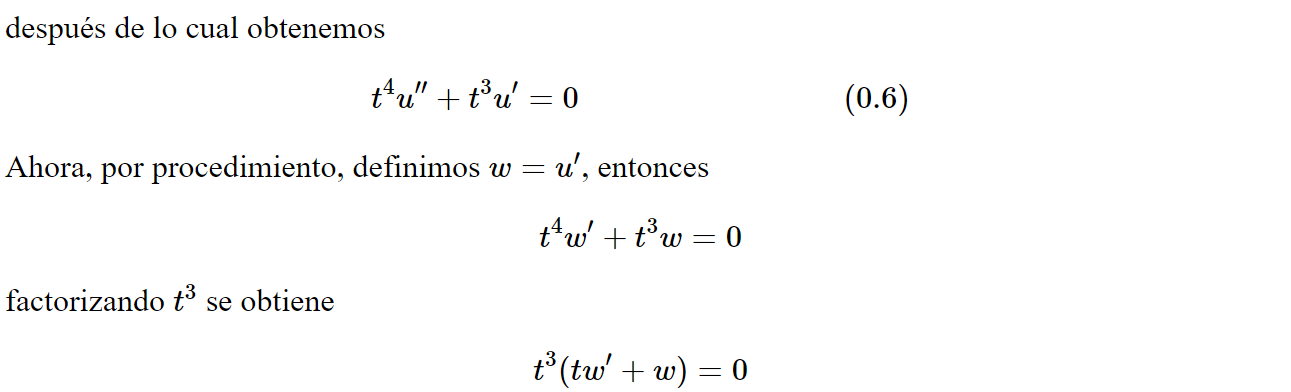 después de lo cual obtenemos
t⁴u″ + t³u′ = 0 (0.6)
Ahora, por procedimiento, definimos w = u′, entonces
t⁴w′ + t³w = 0
factorizando t³ se obtiene
t³(tw′ + w) = 0